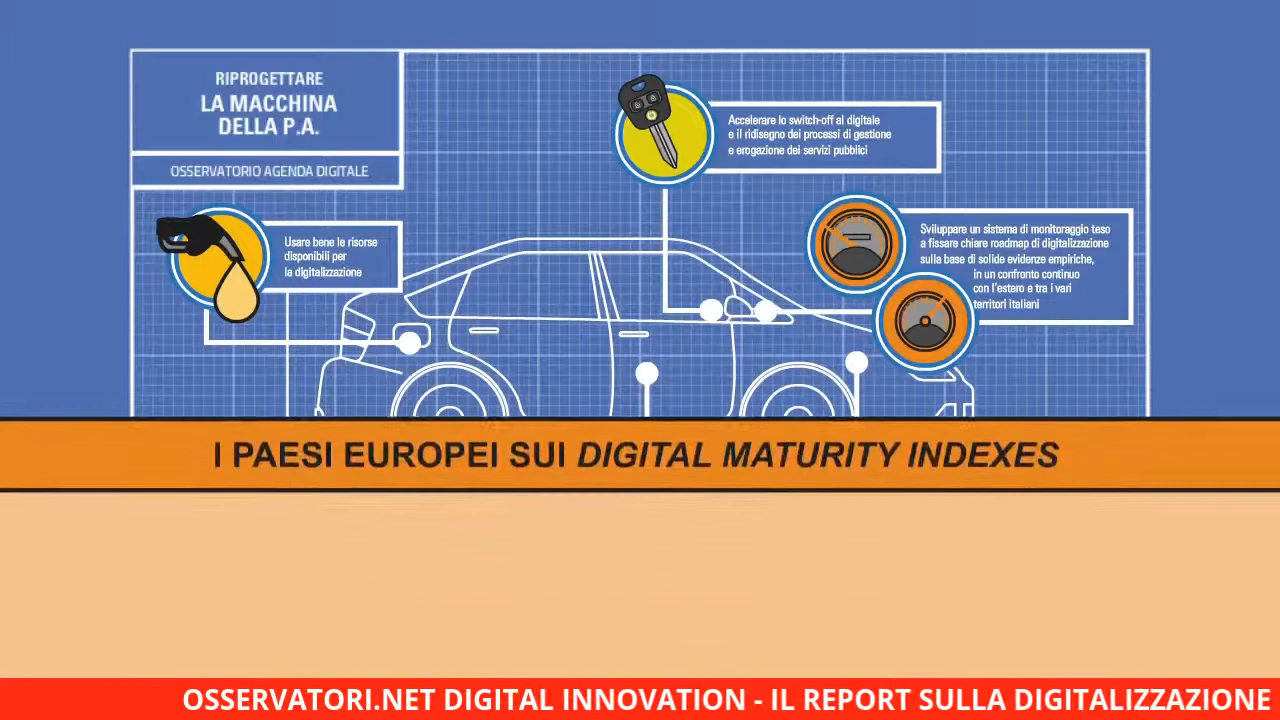 RIPROGETTARE
LA MACCHINA
DELLA P.A.
OSSERVATORIO AGENDA DIGITALE
Accelerare lo switch-off al digitale
e il ridisegno dei processi di gestione
e erogazione dei servizi pubblici
Usare bene le risorse
disponibili per
la digitalizzazione
Sviluppare un sistema di monitoraggio teso
a fissare chiare roadmap di digitalizzazione
sulla base di solide evidenze empiriche,
in un confronto continuo
con l'estero e tra i vari
territori italiani
I PAESI EUROPEI SUI DIGITAL MATURITY INDEXES
OSSERVATORI.NET DIGITAL INNOVATION - IL REPORT SULLA DIGITALIZZAZIONE